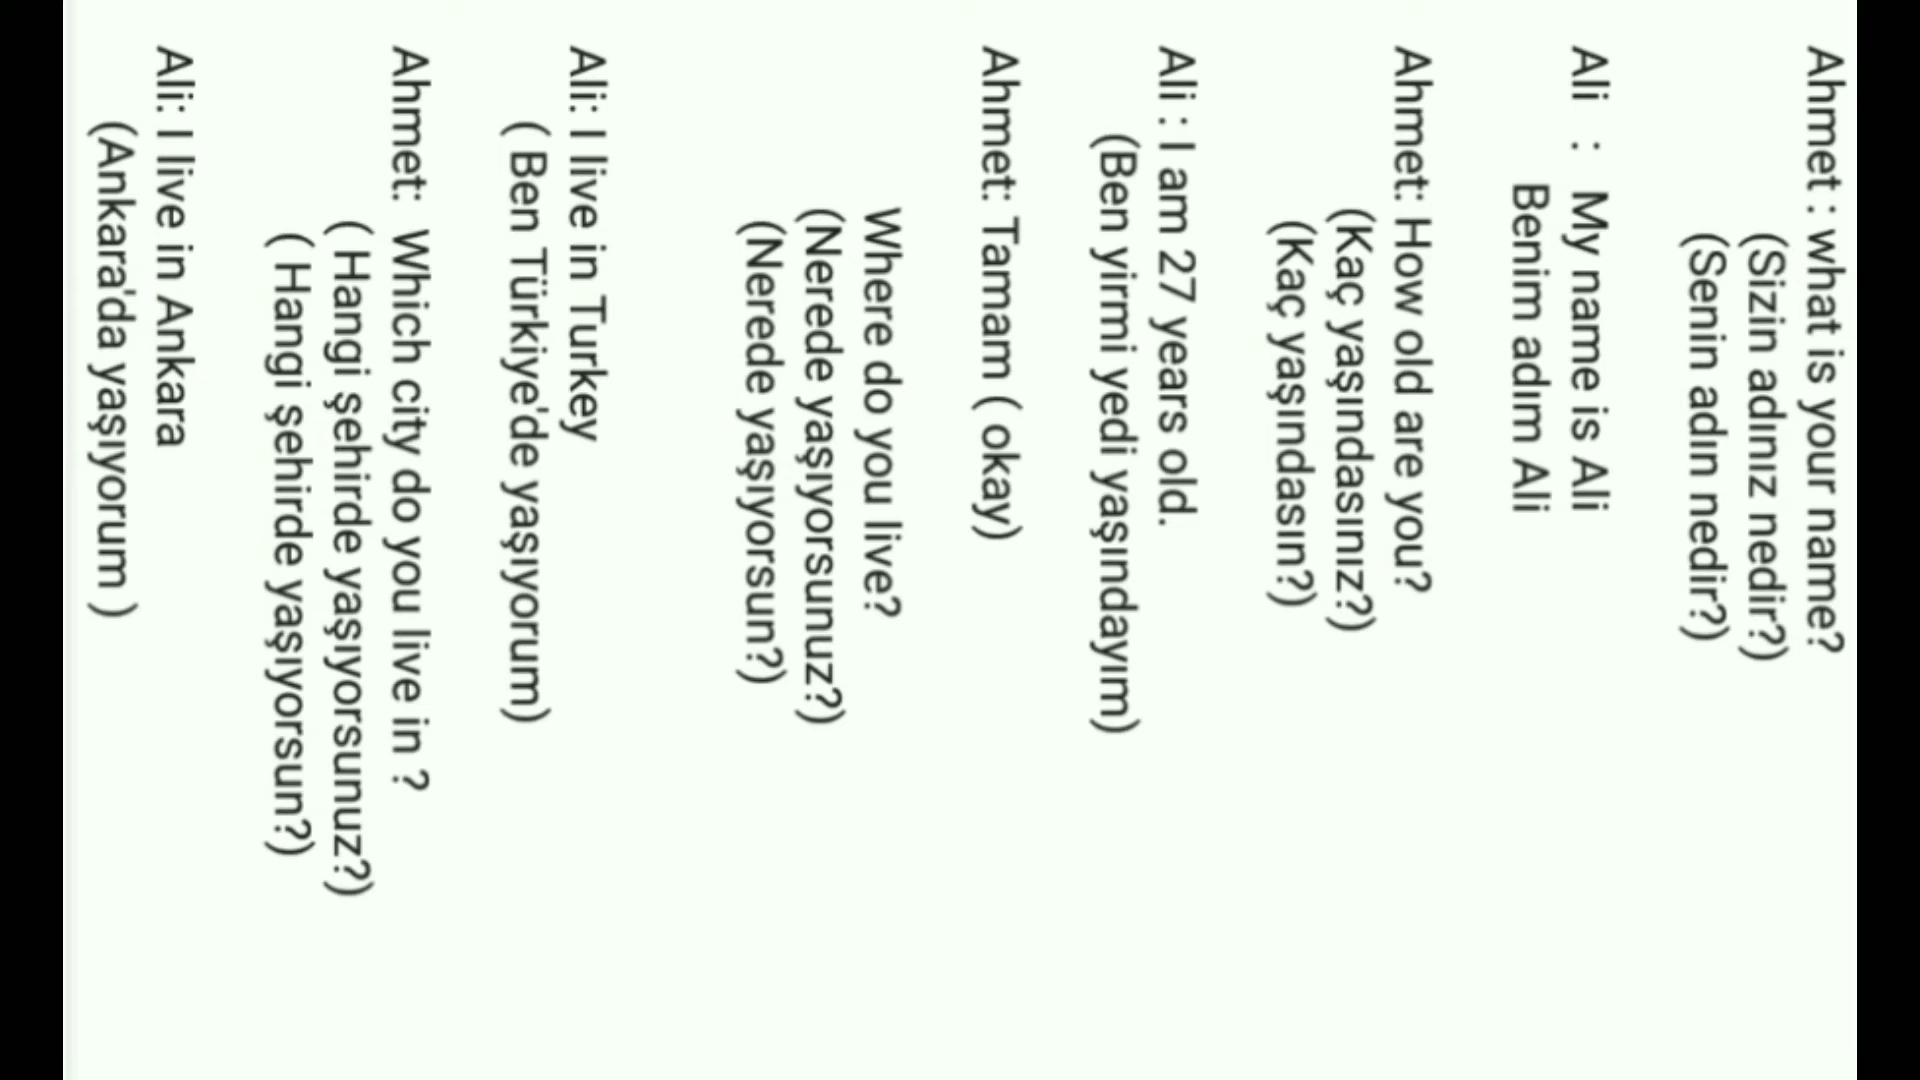 Ahmet : what is your name?
(Sizin adınız nedir?)
(Senin adın nedir?)
Ali : My name is Ali
Benim adım Ali
Ahmet: How old are you?
(Kaç yaşındasınız?)
(Kaç yaşındasın?)
Ali : I am 27 years old.
(Ben yirmi yedi yaşındayım)
Ahmet: Tamam ( okay)
Where do you live?
(Nerede yaşıyorsunuz?)
(Nerede yaşıyorsun?)
Ali: I live in Turkey
( Ben Türkiye'de yaşıyorum)
Ahmet: Which city do you live in ?
( Hangi şehirde yaşıyorsunuz?)
( Hangi şehirde yaşıyorsun?)
Ali: I live in Ankara
(Ankara'da yaşıyorum )